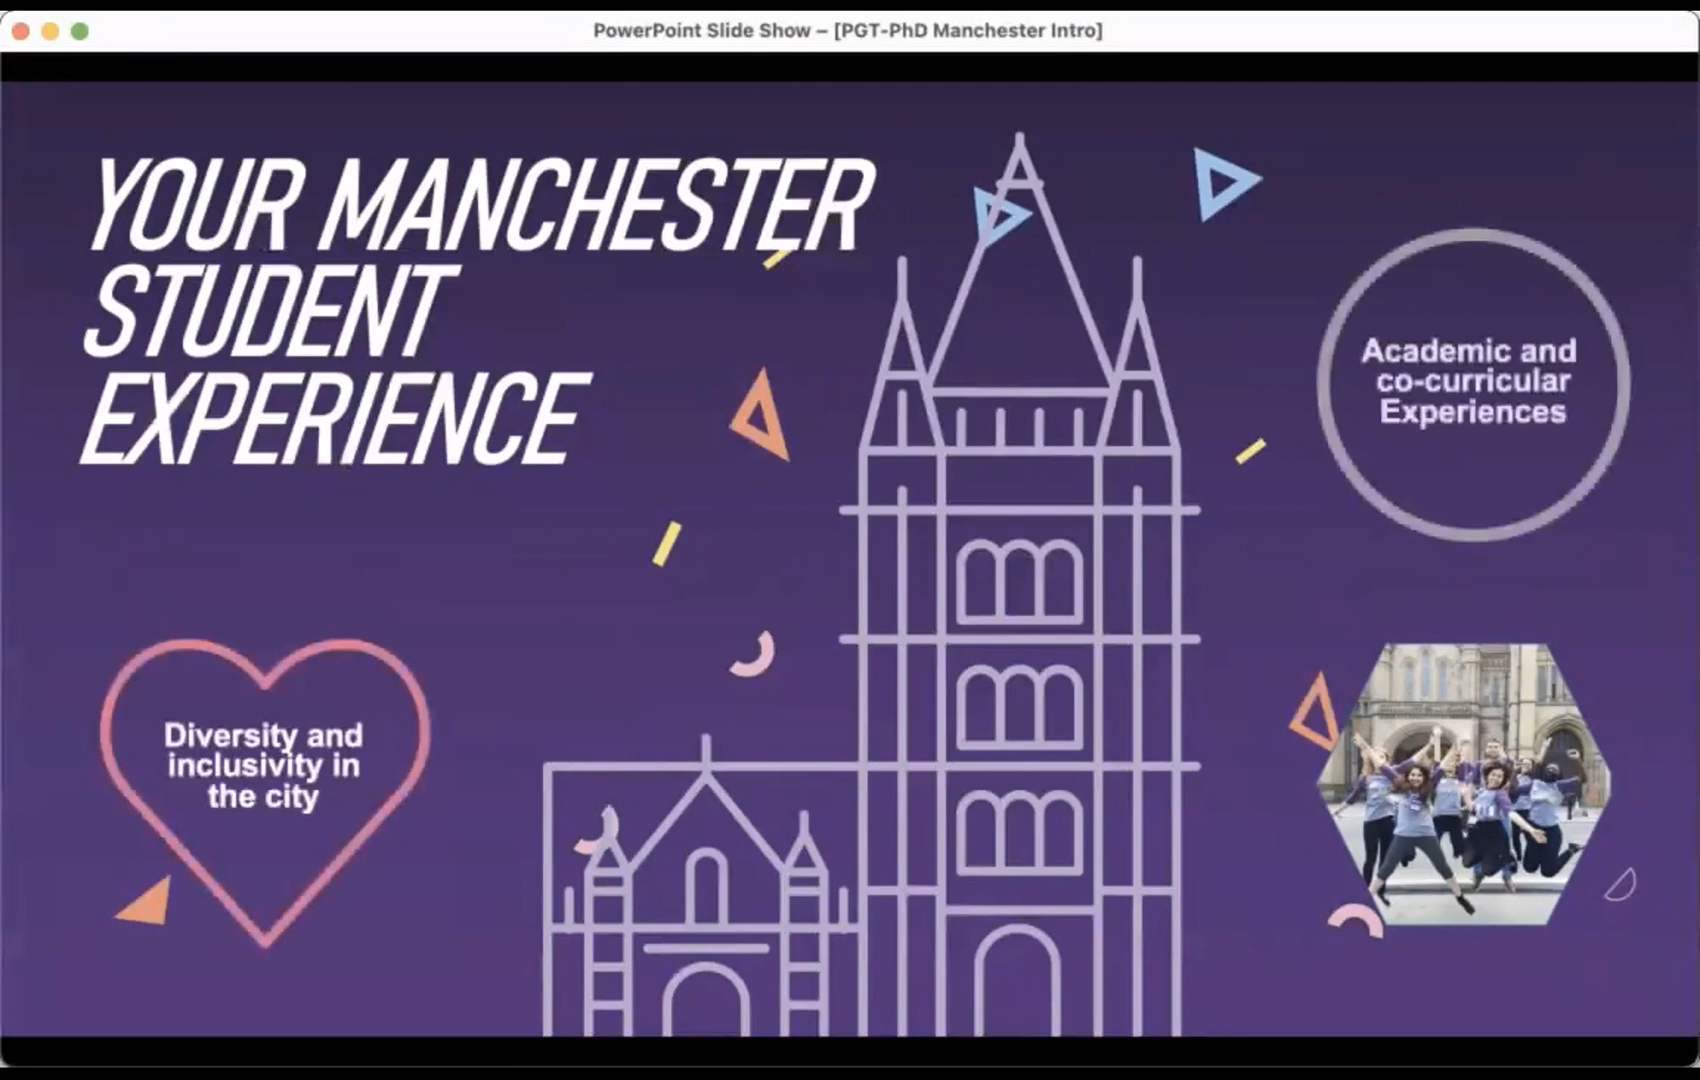 PowerPoint Slide Show – [PGT-PhD Manchester Intro]
YOUR MANCHESTER
STUDENT
EXPERIENCE
Academic and
co-curricular
Experiences
Diversity and
inclusivity in
the city